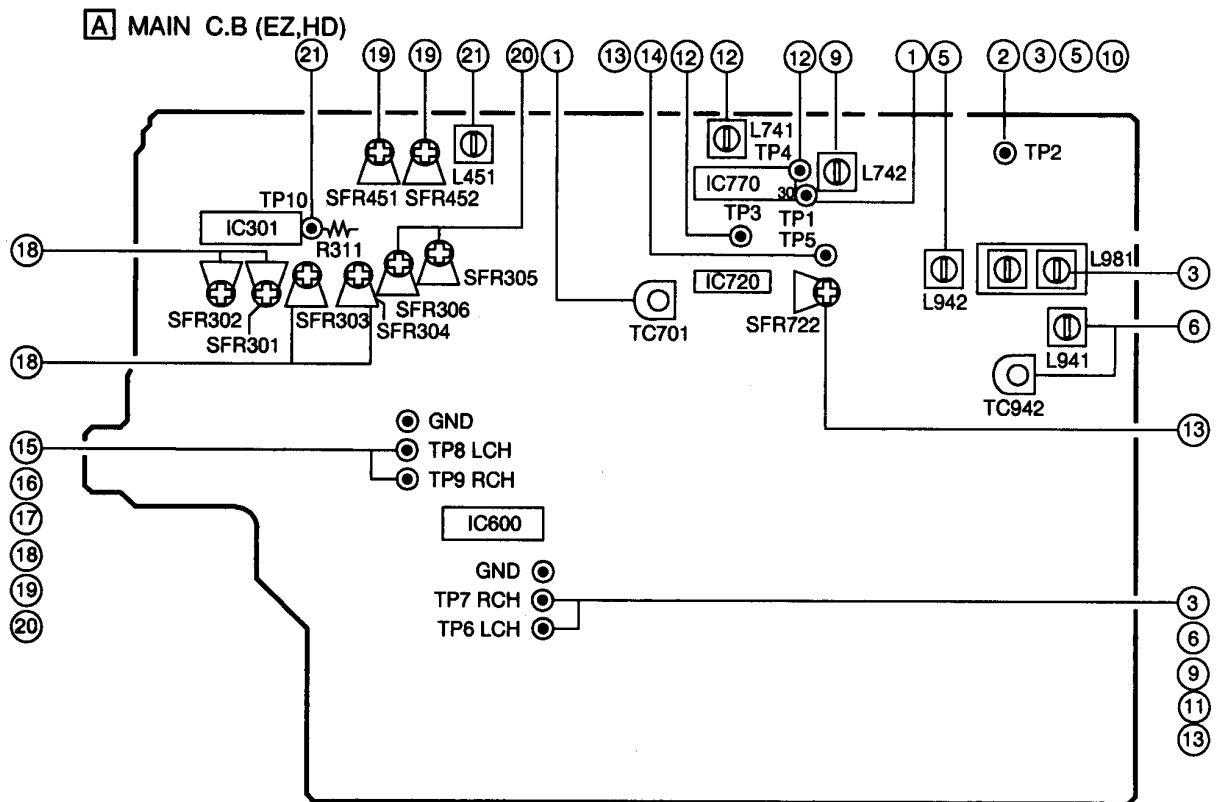 A MAIN C.B (EZ,HD)
21 19 19 21 20 1 13 14 12 12 12 9 1 5 2 3 5 10
L741
TP4
TP2
L451
IC770
L742
SFR451 SFR452
30
TP10
TP3
TP1
IC301
R311
TP5
18
SFR305
L981
IC720
L942
3
SFR306
SFR302
SFR303
SFR304
TC701
SFR722
6
SFR301
L941
18
TC942
GND
13
15
TP8 LCH
16
TP9 RCH
17
IC600
18
GND
19
TP7 RCH
3
20
TP6 LCH
6
9
11
13